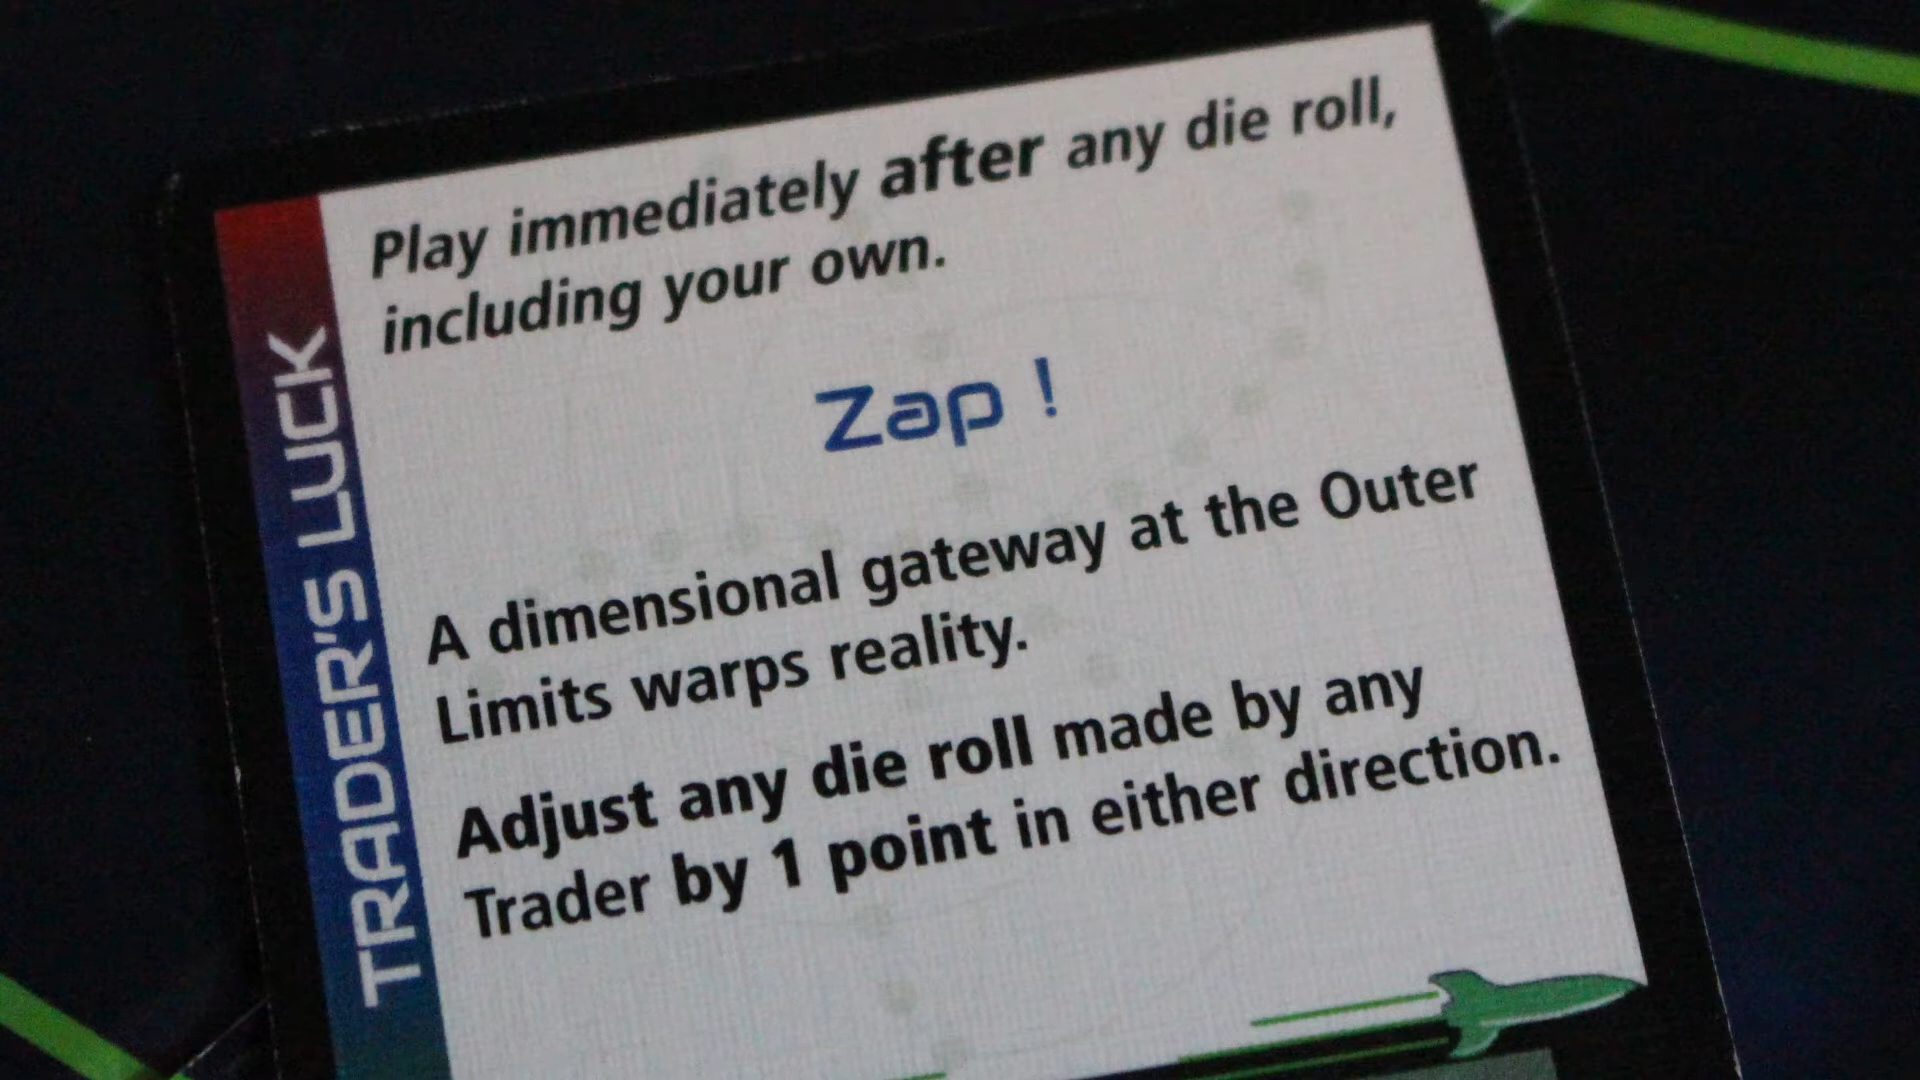 TRADER'S LUCK
Play immediately after any die roll,
including your own.
Zap !
A dimensional gateway at the Outer
Limits warps reality.
Adjust any die roll made by any
Trader by 1 point in either direction.